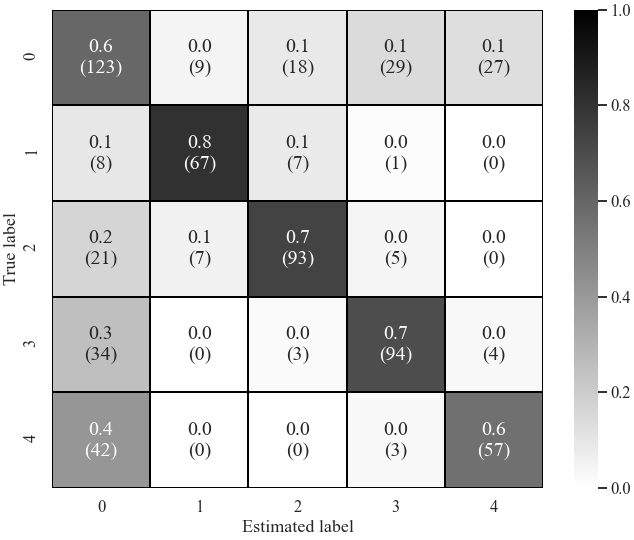 0.6 0.0 0.1 0.1 0.1
0 (123) (9) (18) (29) (27)
0.1 0.8 0.1 0.0 0.0
1 (8) (67) (7) (1) (0)
0.2 0.1 0.7 0.0 0.0
2 (21) (7) (93) (5) (0)
0.3 0.0 0.0 0.7 0.0
3 (34) (0) (3) (94) (4)
0.4 0.0 0.0 0.0 0.6
4 (42) (0) (0) (3) (57)
0 1 2 3 4
Estimated label
True label
1.0
0.8
0.6
0.4
0.2
0.0